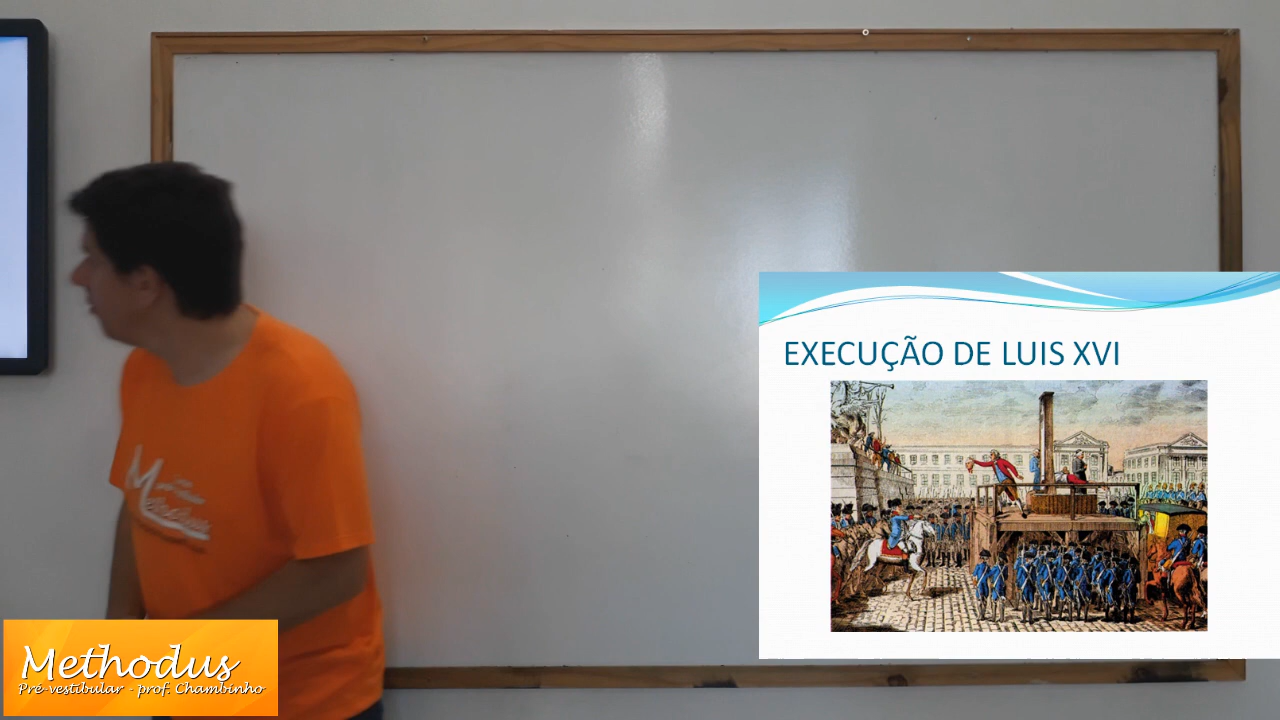 EXECUÇÃO DE LUIS XVI
Methodus
Pré-vestibular - prof. Chambinho